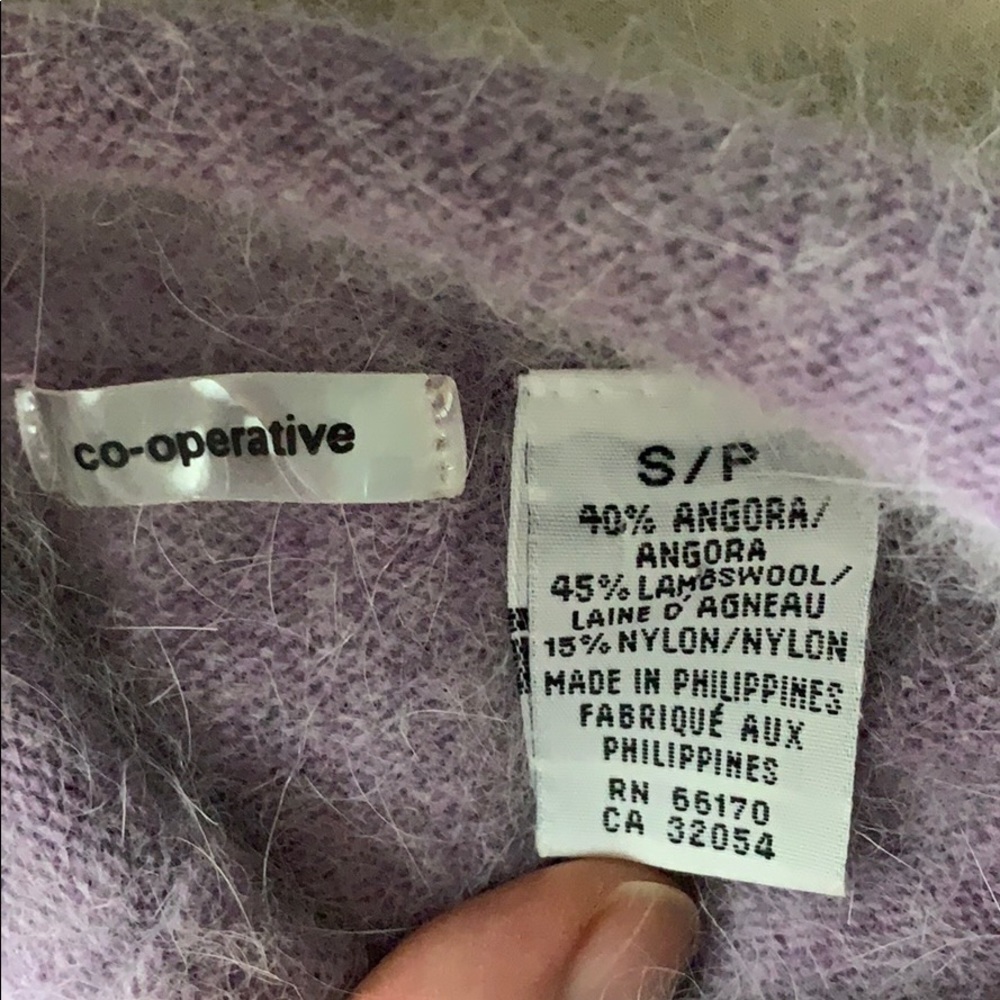 co-operative
S/P
40% ANGORA/
ANGORA
45% LAMBSWOOL/
LAINE D'AGNEAU
15% NYLON/NYLON
MADE IN PHILIPPINES
FABRIQUÉ AUX
PHILIPPINES
RN 66170
CA 32054